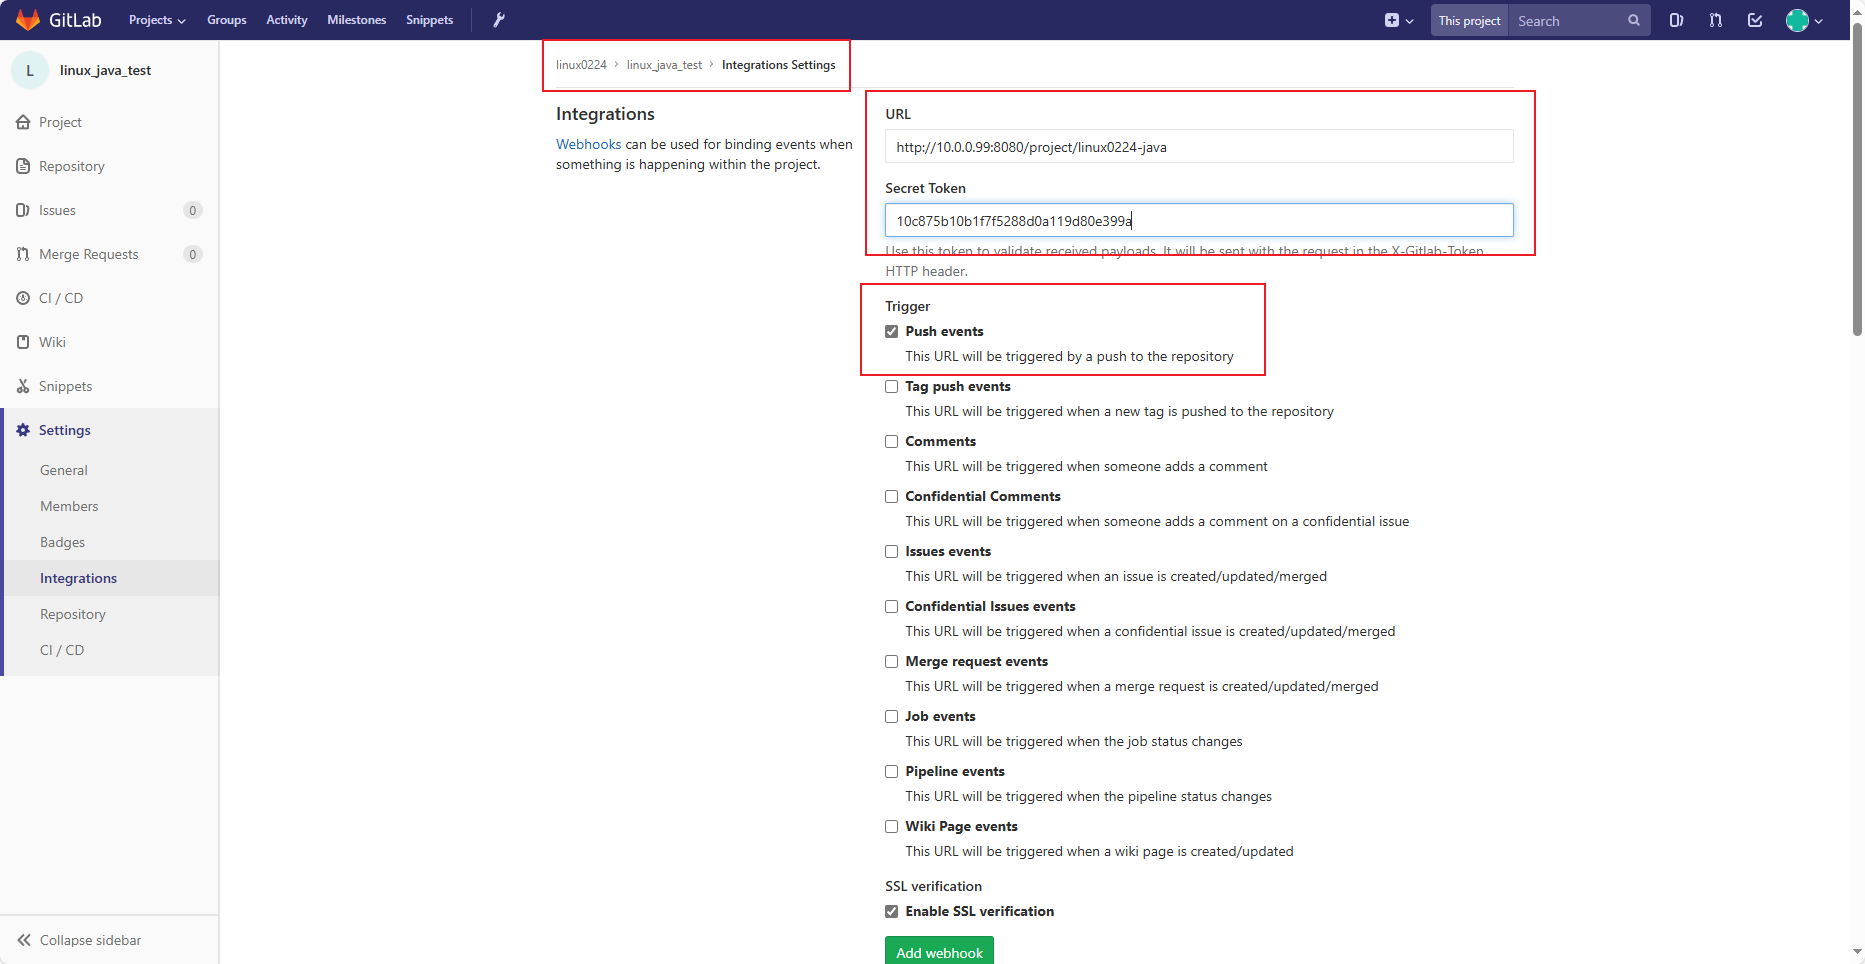 GitLab Projects Groups Activity Milestones Snippets This project Search
L linux_java_test
Project
Repository
Issues 0
Merge Requests 0
CI / CD
Wiki
Snippets
Settings
General
Members
Badges
Integrations
Repository
CI / CD
Collapse sidebar
linux0224 › linux_java_test › Integrations Settings
Integrations
Webhooks can be used for binding events when
something is happening within the project.
URL
http://10.0.0.99:8080/project/linux0224-java
Secret Token
10c875b10b1f7f5288d0a119d80e399a
Use this token to validate received payloads. It will be sent with the request in the X-Gitlab-Token
HTTP header.
Trigger
Push events
This URL will be triggered by a push to the repository
Tag push events
This URL will be triggered when a new tag is pushed to the repository
Comments
This URL will be triggered when someone adds a comment
Confidential Comments
This URL will be triggered when someone adds a comment on a confidential issue
Issues events
This URL will be triggered when an issue is created/updated/merged
Confidential Issues events
This URL will be triggered when a confidential issue is created/updated/merged
Merge request events
This URL will be triggered when a merge request is created/updated/merged
Job events
This URL will be triggered when the job status changes
Pipeline events
This URL will be triggered when the pipeline status changes
Wiki Page events
This URL will be triggered when a wiki page is created/updated
SSL verification
Enable SSL verification
Add webhook